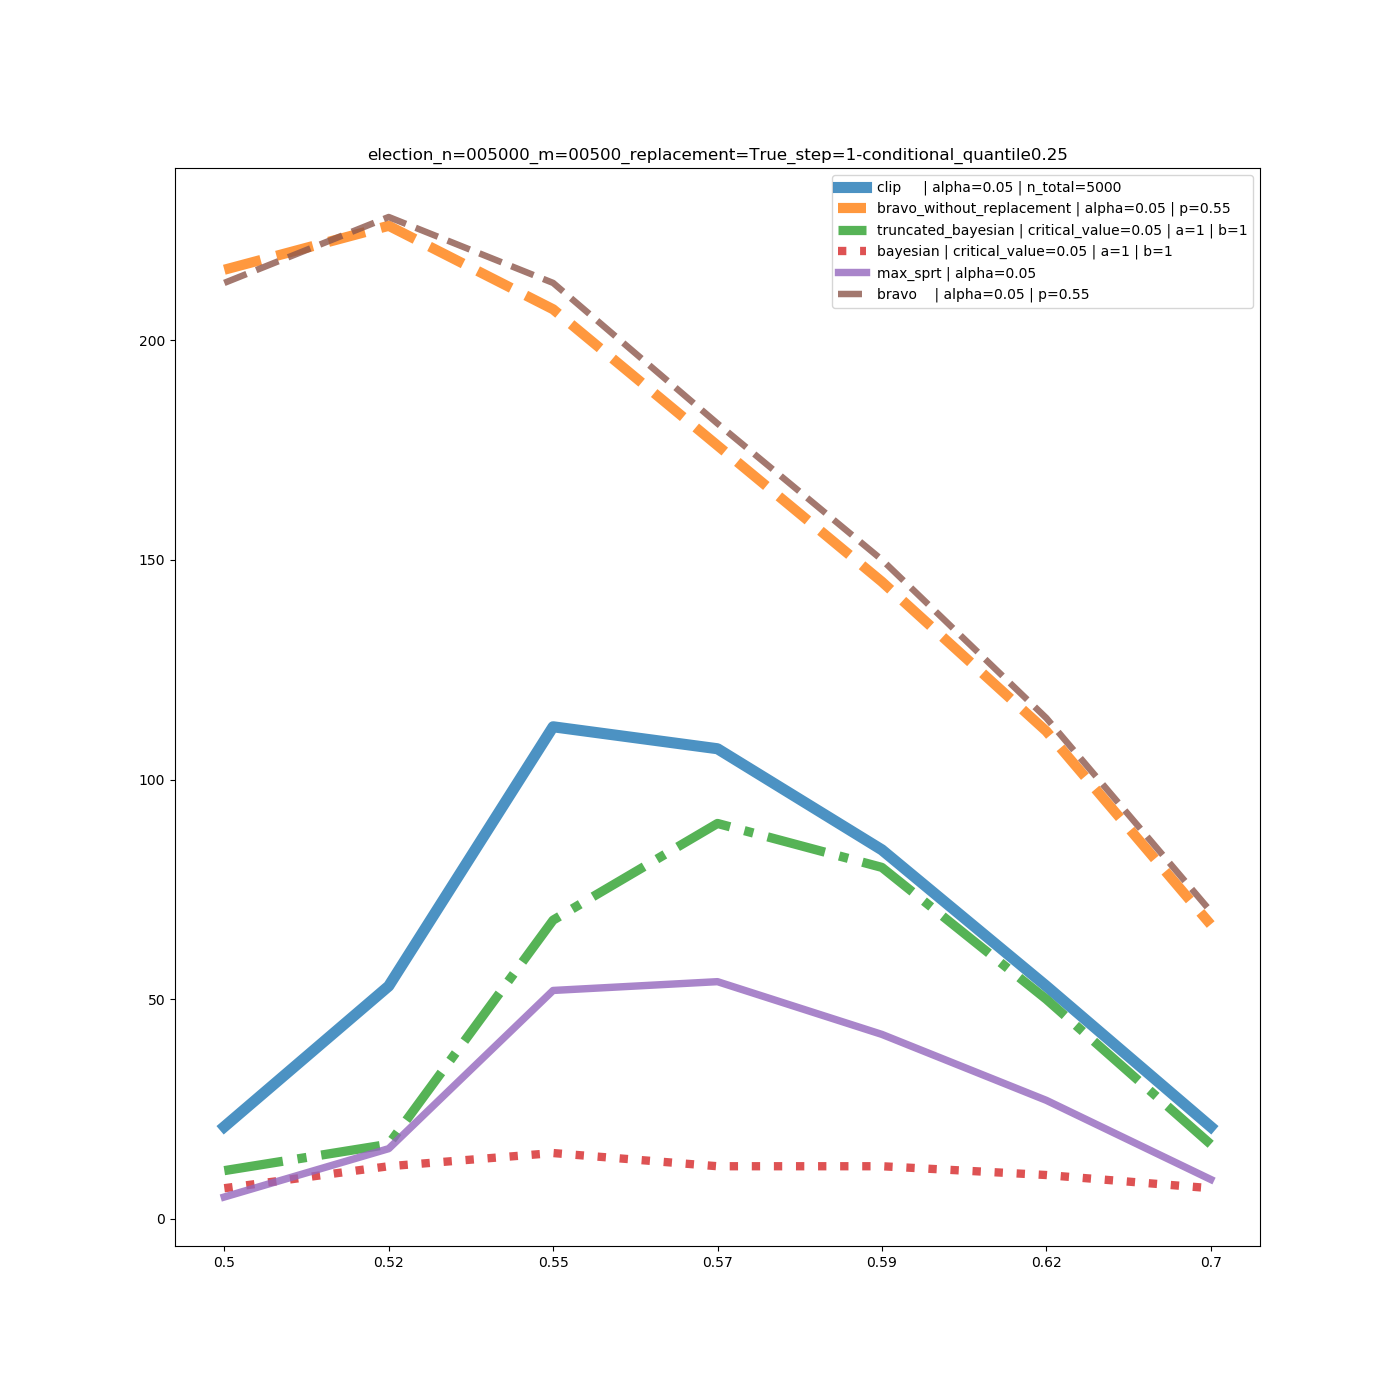 election_n=005000_m=00500_replacement=True_step=1-conditional_quantile0.25
clip     | alpha=0.05 | n_total=5000
bravo_without_replacement | alpha=0.05 | p=0.55
truncated_bayesian | critical_value=0.05 | a=1 | b=1
bayesian | critical_value=0.05 | a=1 | b=1
max_sprt | alpha=0.05
bravo    | alpha=0.05 | p=0.55
200
150
100
50
0
0.5 0.52 0.55 0.57 0.59 0.62 0.7